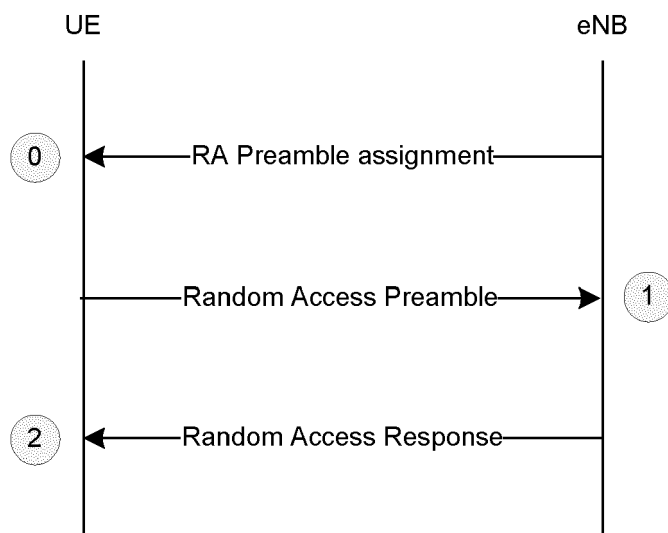 UE
eNB
0
RA Preamble assignment
Random Access Preamble
1
2
Random Access Response